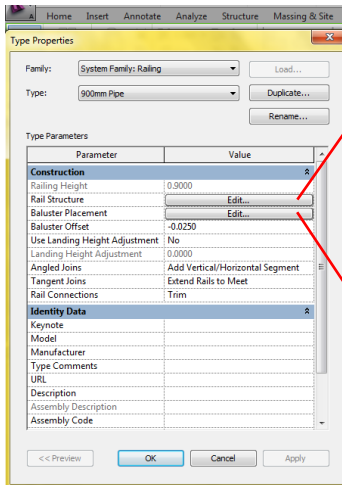 Home Insert Annotate Analyze Structure Massing & Site
Type Properties
Family: System Family: Railing Load...
Type: 900mm Pipe Duplicate...
Rename...
Type Parameters
Parameter Value
Construction
Railing Height 0.9000
Rail Structure Edit...
Baluster Placement Edit...
Baluster Offset -0.0250
Use Landing Height Adjustment No
Landing Height Adjustment 0.0000
Angled Joins Add Vertical/Horizontal Segment
Tangent Joins Extend Rails to Meet
Rail Connections Trim
Identity Data
Keynote
Model
Manufacturer
Type Comments
URL
Description
Assembly Description
Assembly Code
<< Preview OK Cancel Apply